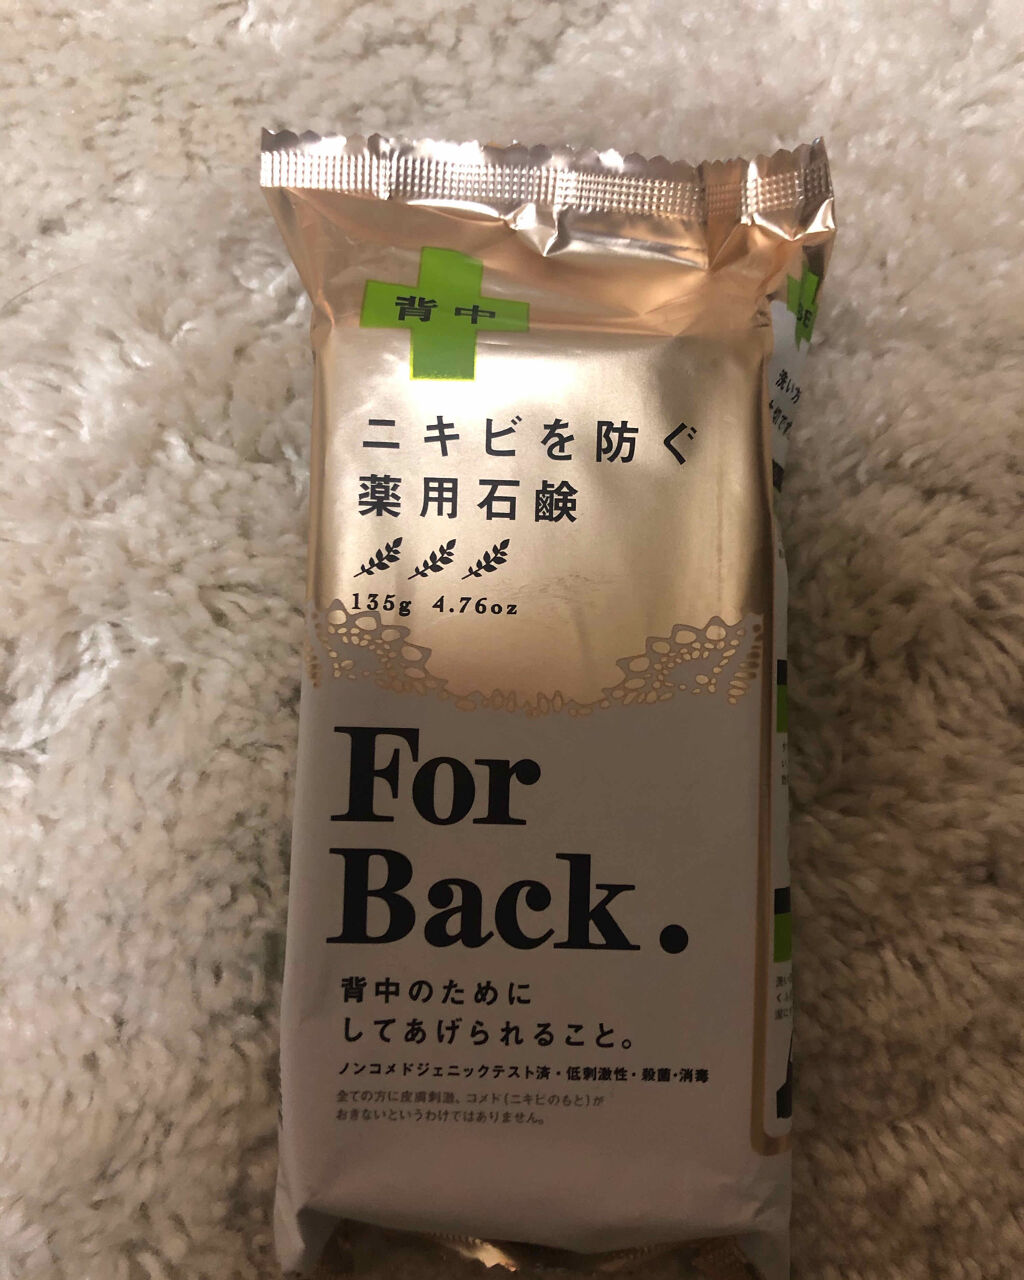 背中
ニキビを防ぐ
薬用石鹸
135g 4.76oz
For
Back.
背中のために
してあげられること。
ノンコメドジェニックテスト済・低刺激性・殺菌・消毒
全ての方に皮膚刺激、コメド(ニキビのもと)が
おきないというわけではありません。
洗い方